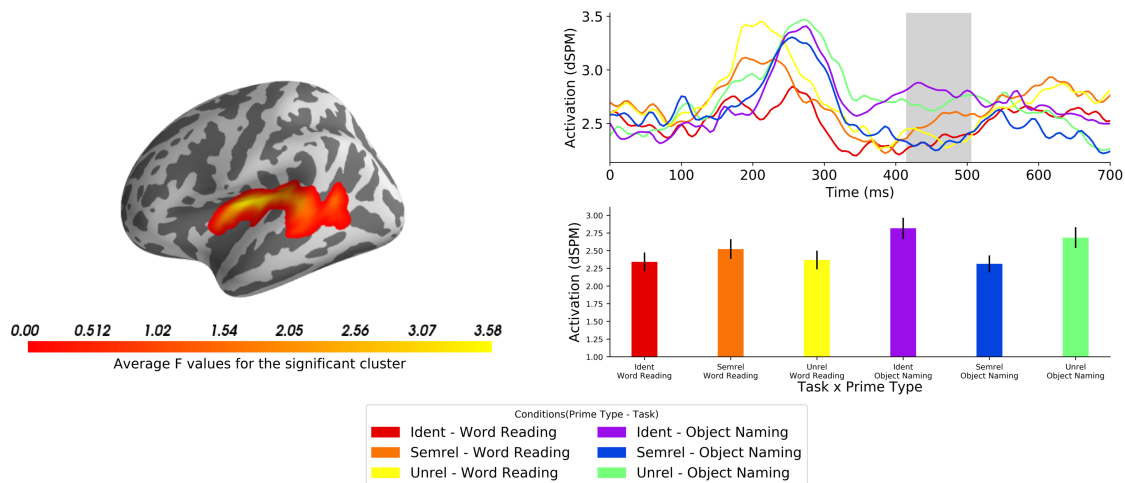 0.00 0.512 1.02 1.54 2.05 2.56 3.07 3.58
Average F values for the significant cluster
Activation (dSPM)
3.5
3.0
2.5
0 100 200 300 400 500 600 700
Time (ms)
Activation (dSPM)
3.00
2.75
2.50
2.25
2.00
1.75
1.50
1.25
1.00
Ident Semrel Unrel Ident Semrel Unrel
Word Reading Word Reading Word Reading Object Naming Object Naming Object Naming
Task x Prime Type
Conditions(Prime Type - Task)
Ident - Word Reading Ident - Object Naming
Semrel - Word Reading Semrel - Object Naming
Unrel - Word Reading Unrel - Object Naming